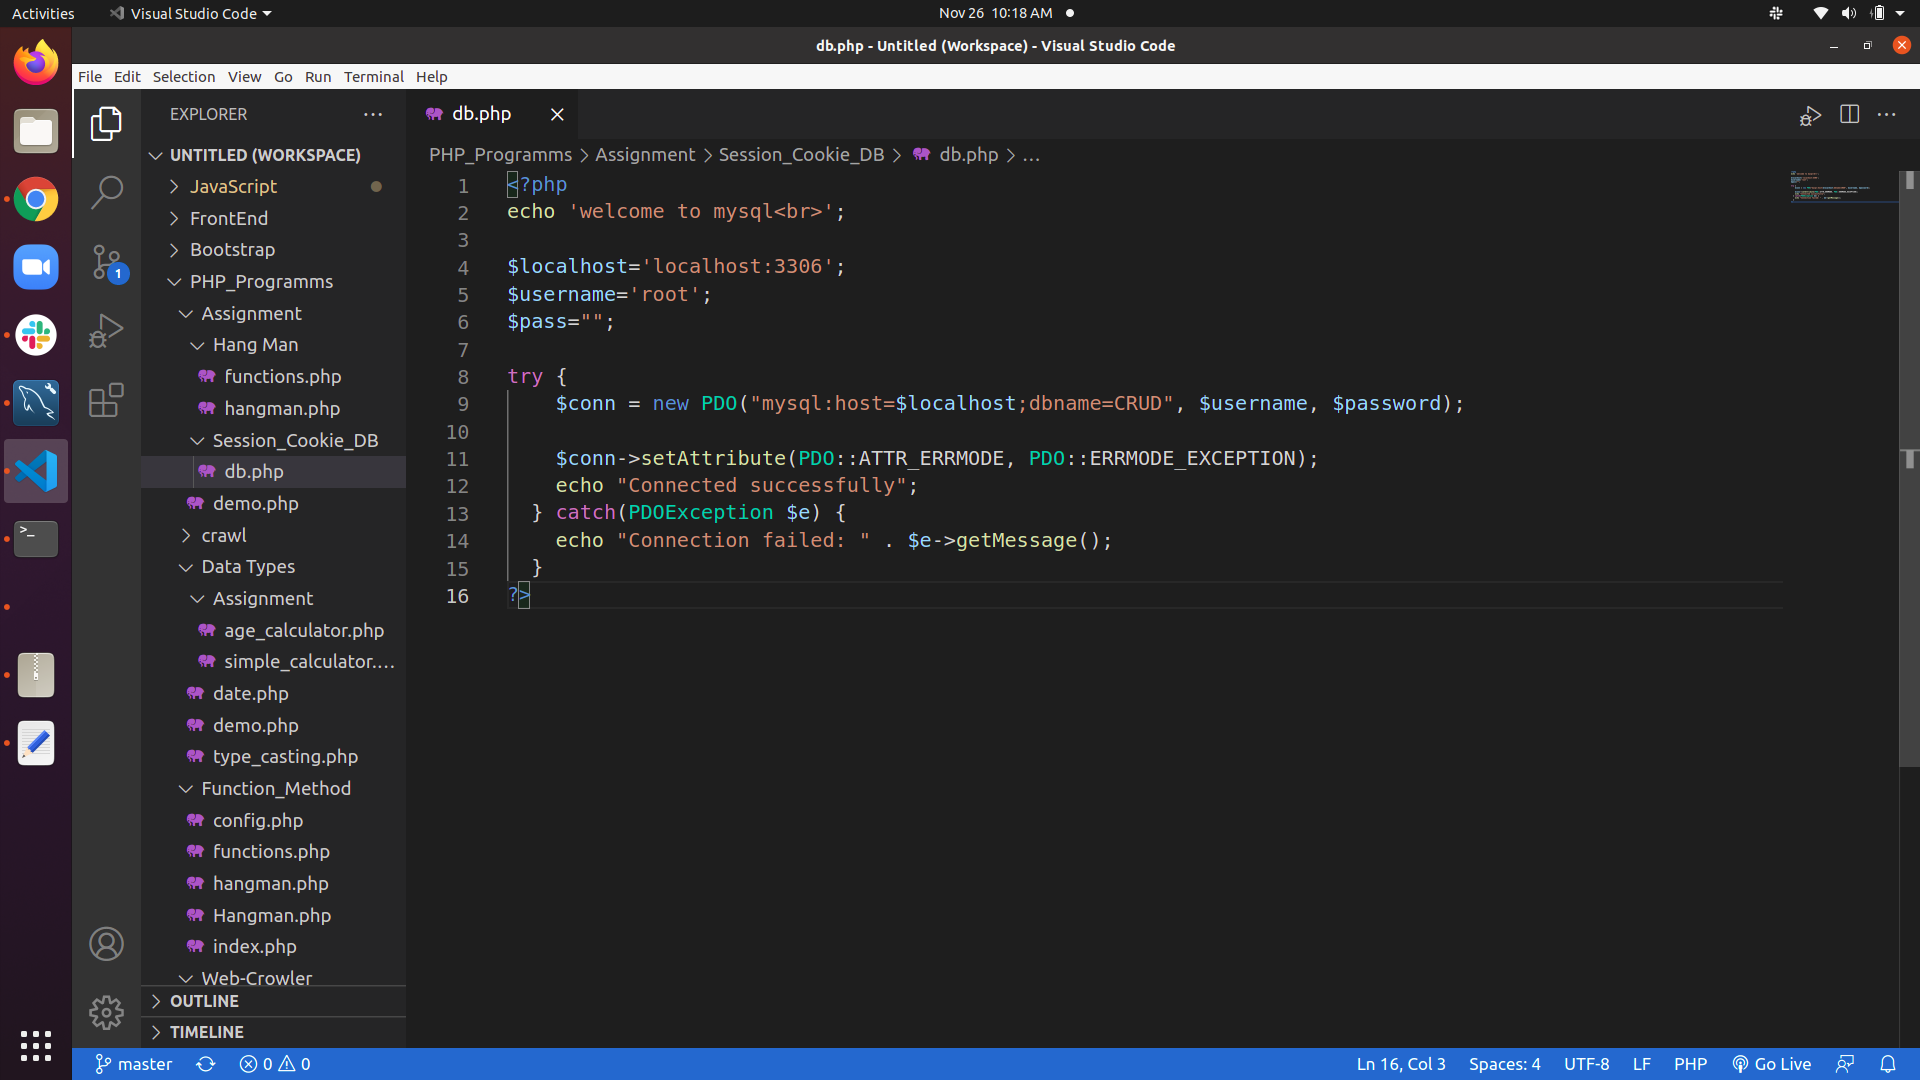 Activities
Visual Studio Code
Nov 26 10:18 AM
db.php - Untitled (Workspace) - Visual Studio Code
File Edit Selection View Go Run Terminal Help
EXPLORER
UNTITLED (WORKSPACE)
JavaScript
FrontEnd
Bootstrap
PHP_Programms
Assignment
Hang Man
functions.php
hangman.php
Session_Cookie_DB
db.php
demo.php
crawl
Data Types
Assignment
age_calculator.php
simple_calculator....
date.php
demo.php
type_casting.php
Function_Method
config.php
functions.php
hangman.php
Hangman.php
index.php
Web-Crowler
OUTLINE
TIMELINE
1
db.php
PHP_Programms > Assignment > Session_Cookie_DB > db.php > ...
1 <?php
2 echo 'welcome to mysql<br>';
3
4 $localhost='localhost:3306';
5 $username='root';
6 $pass="";
7
8 try {
9 $conn = new PDO("mysql:host=$localhost;dbname=CRUD", $username, $password);
10
11 $conn->setAttribute(PDO::ATTR_ERRMODE, PDO::ERRMODE_EXCEPTION);
12 echo "Connected successfully";
13 } catch(PDOException $e) {
14 echo "Connection failed: " . $e->getMessage();
15 }
16 ?>
master 0 0 Ln 16, Col 3 Spaces: 4 UTF-8 LF PHP Go Live